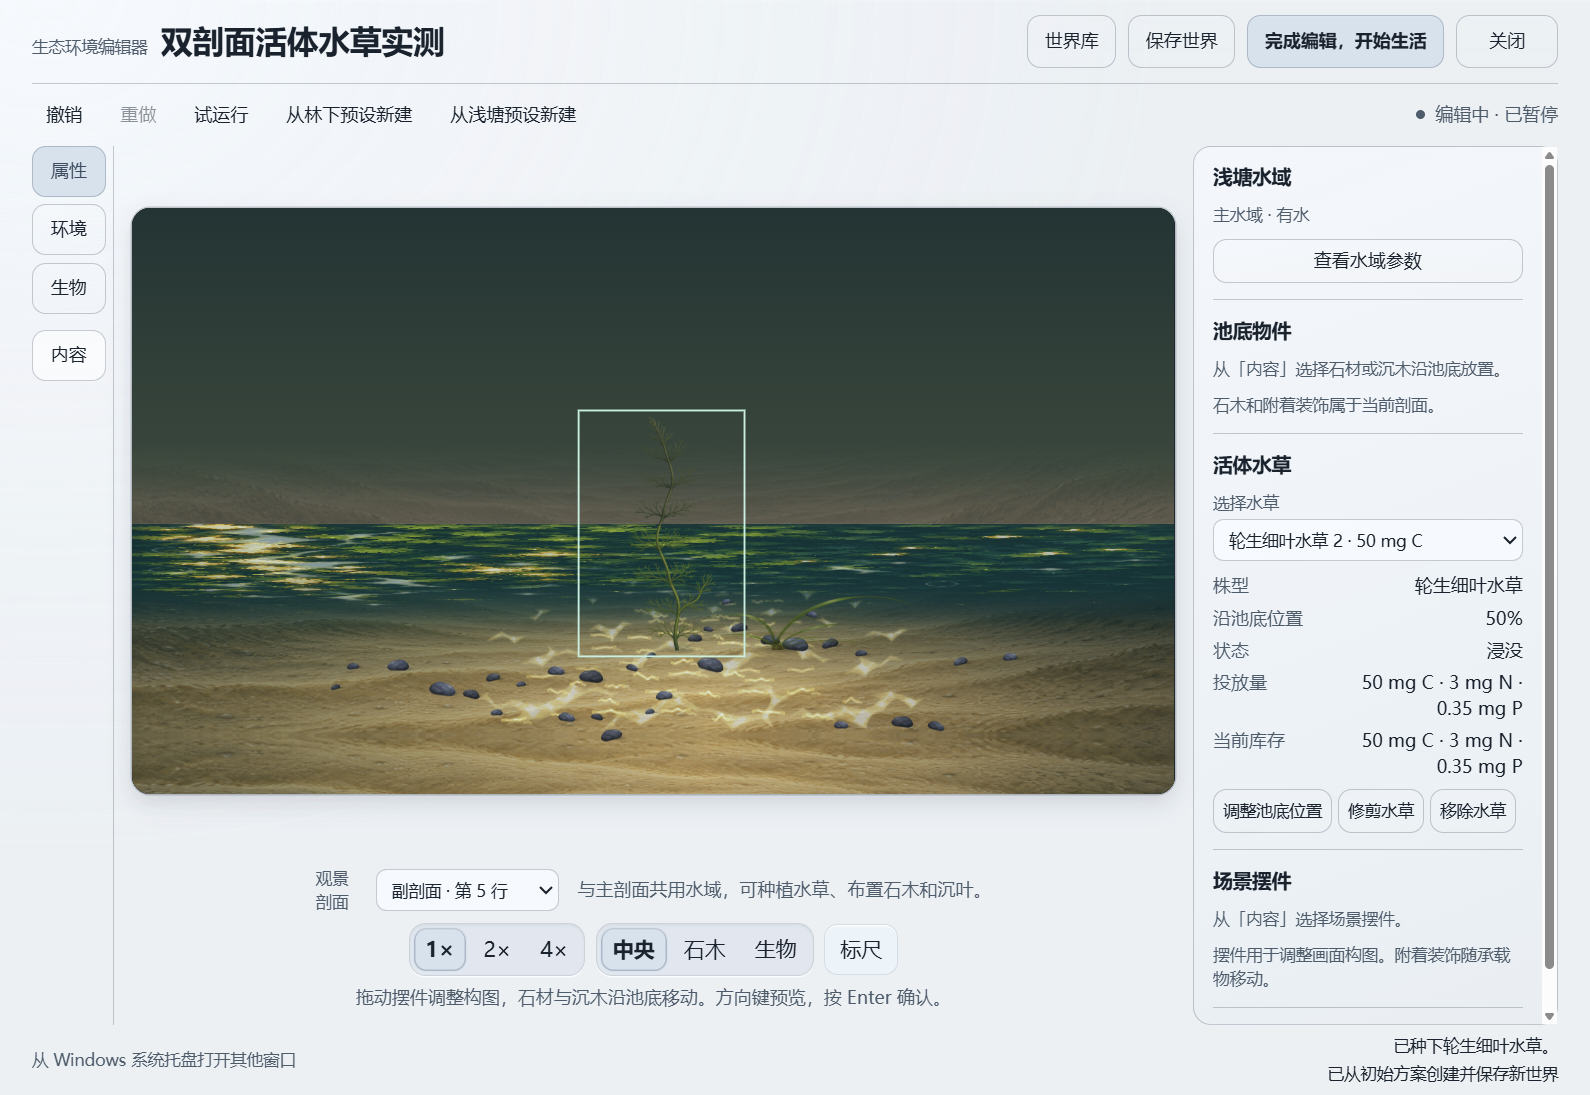 生态环境编辑器 双剖面活体水草实测
世界库 保存世界 完成编辑，开始生活 关闭
撤销 重做 试运行 从林下预设新建 从浅塘预设新建
编辑中 · 已暂停
属性
环境
生物
内容
浅塘水域
主水域 · 有水
查看水域参数
池底物件
从「内容」选择石材或沉木沿池底放置。
石木和附着装饰属于当前剖面。
活体水草
选择水草
轮生细叶水草 2 · 50 mg C
株型 轮生细叶水草
沿池底位置 50%
状态 浸没
投放量 50 mg C · 3 mg N ·
0.35 mg P
当前库存 50 mg C · 3 mg N ·
0.35 mg P
调整池底位置 修剪水草 移除水草
场景摆件
从「内容」选择场景摆件。
摆件用于调整画面构图。附着装饰随承载
物移动。
观景
剖面
副剖面 · 第 5 行
与主剖面共用水域，可种植水草、布置石木和沉叶。
1× 2× 4× 中央 石木 生物 标尺
拖动摆件调整构图，石材与沉木沿池底移动。方向键预览，按 Enter 确认。
从 Windows 系统托盘打开其他窗口
已种下轮生细叶水草。
已从初始方案创建并保存新世界